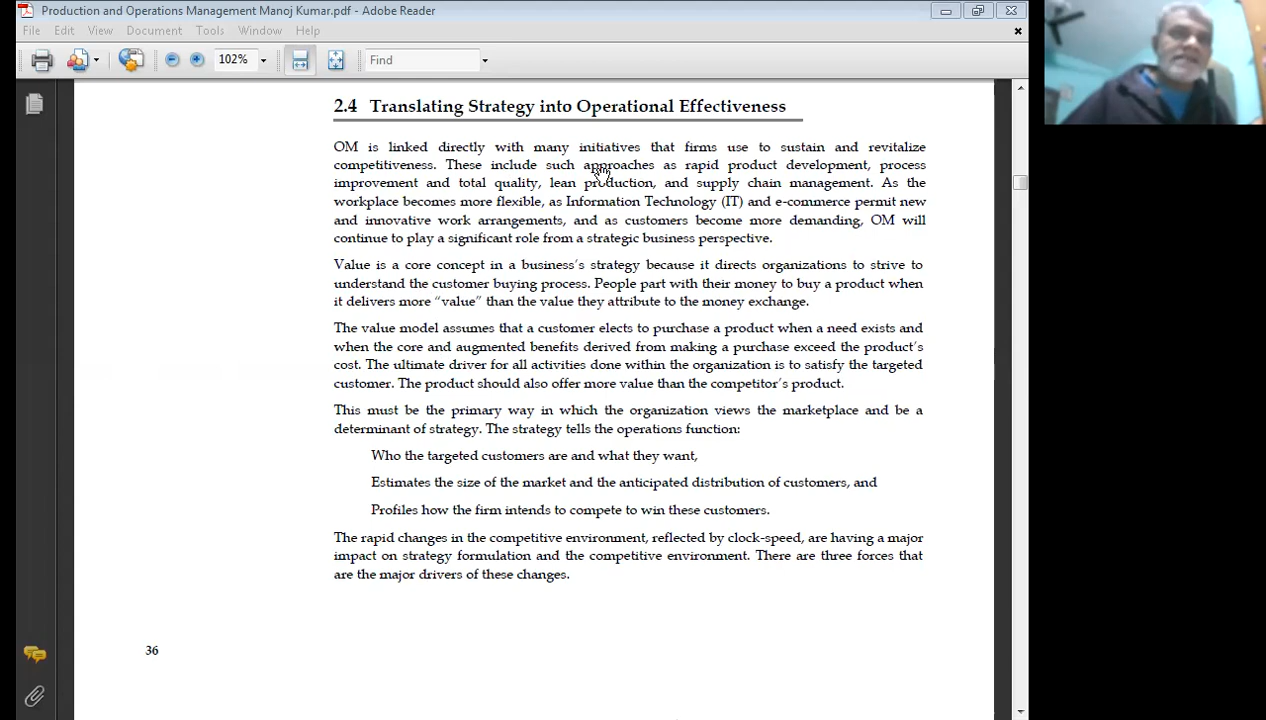 Production and Operations Management Manoj Kumar.pdf - Adobe Reader
File Edit View Document Tools Window Help
102% Find
2.4 Translating Strategy into Operational Effectiveness
OM is linked directly with many initiatives that firms use to sustain and revitalize
competitiveness. These include such approaches as rapid product development, process
improvement and total quality, lean production, and supply chain management. As the
workplace becomes more flexible, as Information Technology (IT) and e-commerce permit new
and innovative work arrangements, and as customers become more demanding, OM will
continue to play a significant role from a strategic business perspective.
Value is a core concept in a business's strategy because it directs organizations to strive to
understand the customer buying process. People part with their money to buy a product when
it delivers more “value” than the value they attribute to the money exchange.
The value model assumes that a customer elects to purchase a product when a need exists and
when the core and augmented benefits derived from making a purchase exceed the product's
cost. The ultimate driver for all activities done within the organization is to satisfy the targeted
customer. The product should also offer more value than the competitor's product.
This must be the primary way in which the organization views the marketplace and be a
determinant of strategy. The strategy tells the operations function:
Who the targeted customers are and what they want,
Estimates the size of the market and the anticipated distribution of customers, and
Profiles how the firm intends to compete to win these customers.
The rapid changes in the competitive environment, reflected by clock-speed, are having a major
impact on strategy formulation and the competitive environment. There are three forces that
are the major drivers of these changes.
36